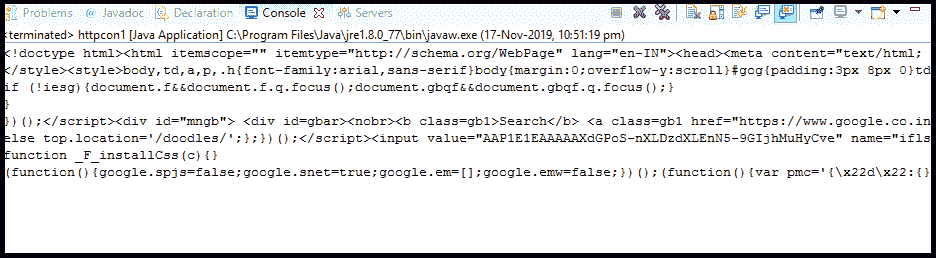 Problems @ Javadoc Declaration Console Servers
<terminated> httpcon1 [Java Application] C:\Program Files\Java\jre1.8.0_77\bin\javaw.exe (17-Nov-2019, 10:51:19 pm)
<!doctype html><html itemscope="" itemtype="http://schema.org/WebPage" lang="en-IN"><head><meta content="text/html;
</style><style>body,td,a,p,.h{font-family:arial,sans-serif}body{margin:0;overflow-y:scroll}#gog{padding:3px 8px 0}td
if (!iesg){document.f&&document.f.q.focus();document.gbqf&&document.gbqf.q.focus();}
}
})();</script><div id="mngb"> <div id=gbar><nobr><b class=gb1>Search</b> <a class=gb1 href="https://www.google.co.in
else top.location='/doodles/';};})();</script><input value="AAP1E1EAAAAAXdGPoS-nXLDzdXLEnN5-9GIjhMuHyCve" name="ifls
function _F_installCss(c){}
(function(){google.spjs=false;google.snet=true;google.em=[];google.emw=false;})();(function(){var pmc='{\x22d\x22:{}